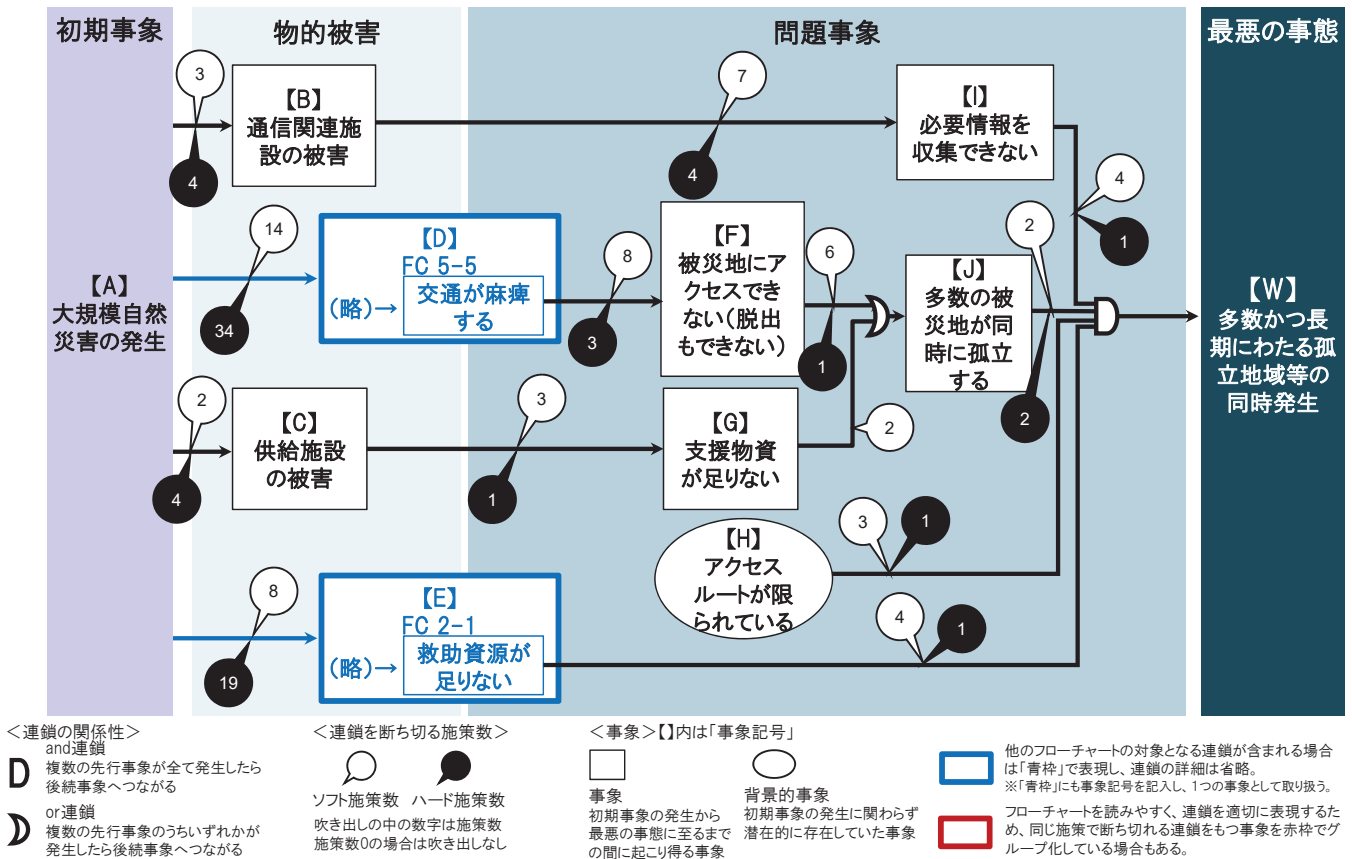 初期事象
物的被害
問題事象
最悪の事態
【A】
大規模自然
災害の発生
3
4
【B】
通信関連施
設の被害
7
4
【I】
必要情報を
収集できない
4
1
14
34
【D】
FC 5-5
(略)→
交通が麻痺
する
8
3
【F】
被災地にア
クセスでき
ない(脱出
もできない)
6
1
【J】
多数の被
災地が同
時に孤立
する
2
2
2
4
【C】
供給施設
の被害
3
1
【G】
支援物資
が足りない
2
【H】
アクセス
ルートが限
られている
3
1
8
19
【E】
FC 2-1
(略)→
救助資源が
足りない
4
1
【W】
多数かつ長
期にわたる孤
立地域等の
同時発生
<連鎖の関係性>
and連鎖
複数の先行事象が全て発生したら
後続事象へつながる
or連鎖
複数の先行事象のうちいずれかが
発生したら後続事象へつながる
<連鎖を断ち切る施策数>
ソフト施策数 ハード施策数
吹き出しの中の数字は施策数
施策数0の場合は吹き出しなし
<事象>【】内は「事象記号」
事象
初期事象の発生から
最悪の事態に至るまで
の間に起こり得る事象
背景的事象
初期事象の発生に関わらず
潜在的に存在していた事象
他のフローチャートの対象となる連鎖が含まれる場合
は「青枠」で表現し、連鎖の詳細は省略。
※「青枠」にも事象記号を記入し、1つの事象として取り扱う。
フローチャートを読みやすく、連鎖を適切に表現するた
め、同じ施策で断ち切れる連鎖をもつ事象を赤枠でグ
ループ化している場合もある。